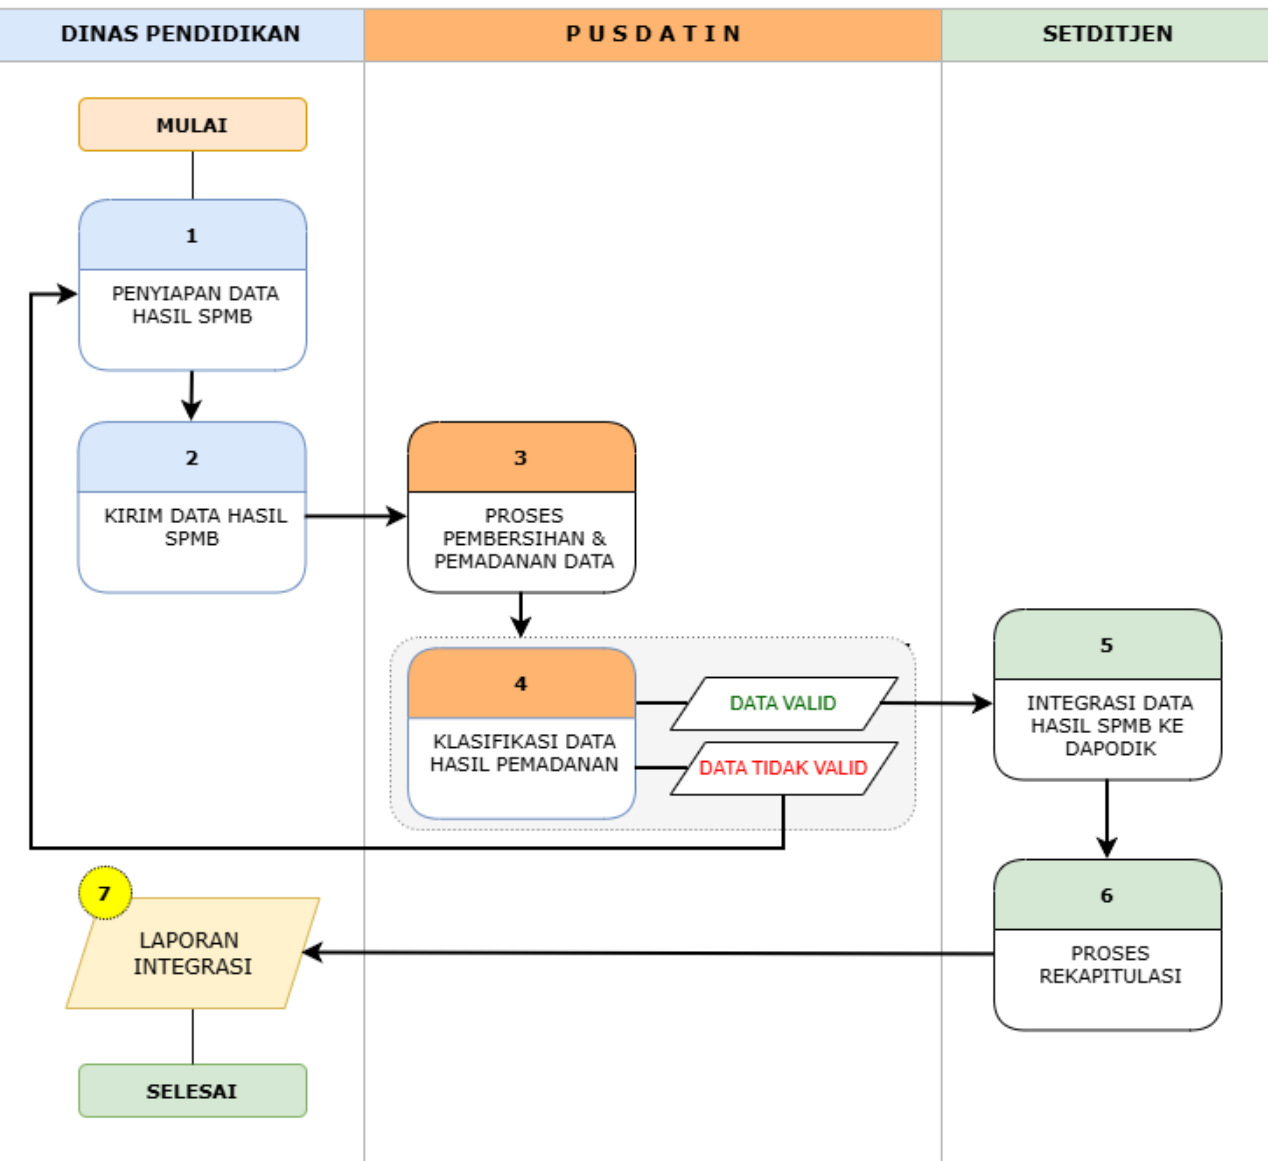 DINAS PENDIDIKAN
P U S D A T I N
SETDITJEN
MULAI
1
PENYIAPAN DATA
HASIL SPMB
2
KIRIM DATA HASIL
SPMB
3
PROSES
PEMBERSIHAN &
PEMADANAN DATA
4
KLASIFIKASI DATA
HASIL PEMADANAN
DATA VALID
DATA TIDAK VALID
5
INTEGRASI DATA
HASIL SPMB KE
DAPODIK
6
PROSES
REKAPITULASI
7
LAPORAN
INTEGRASI
SELESAI